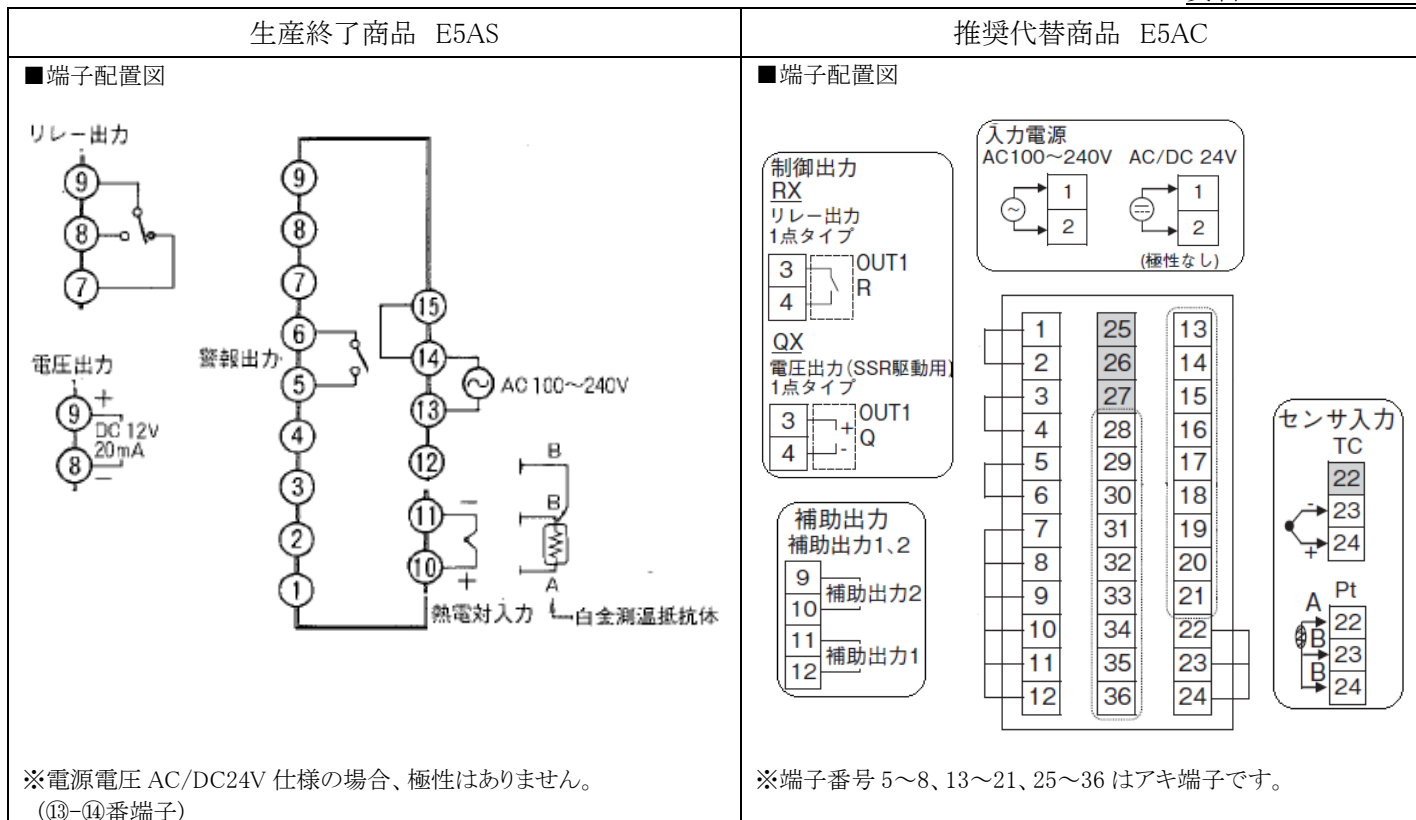 生産終了商品 E5AS
推奨代替商品 E5AC
■端子配置図
リレー出力
9
8
7
電圧出力
9
+
DC 12V
20mA
8
−
9
8
7
6
警報出力
5
4
3
2
1
15
14
AC 100～240V
13
12
11
−
10
+
熱電対入力
B
B
A
白金測温抵抗体
※電源電圧 AC/DC24V 仕様の場合、極性はありません。
(⑬-⑭番端子)
■端子配置図
制御出力
RX
リレー出力
1点タイプ
3
OUT1
4
R
QX
電圧出力(SSR駆動用)
1点タイプ
3
+
OUT1
4
-
Q
入力電源
AC100～240V AC/DC 24V
1 1
2 2
(極性なし)
補助出力
補助出力1、2
9
補助出力2
10
11
補助出力1
12
1 25 13
2 26 14
3 27 15
4 28 16
5 29 17
6 30 18
7 31 19
8 32 20
9 33 21
10 34 22
11 35 23
12 36 24
センサ入力
TC
22
- 23
+ 24
Pt
A 22
B 23
B 24
※端子番号 5～8、13～21、25～36 はアキ端子です。